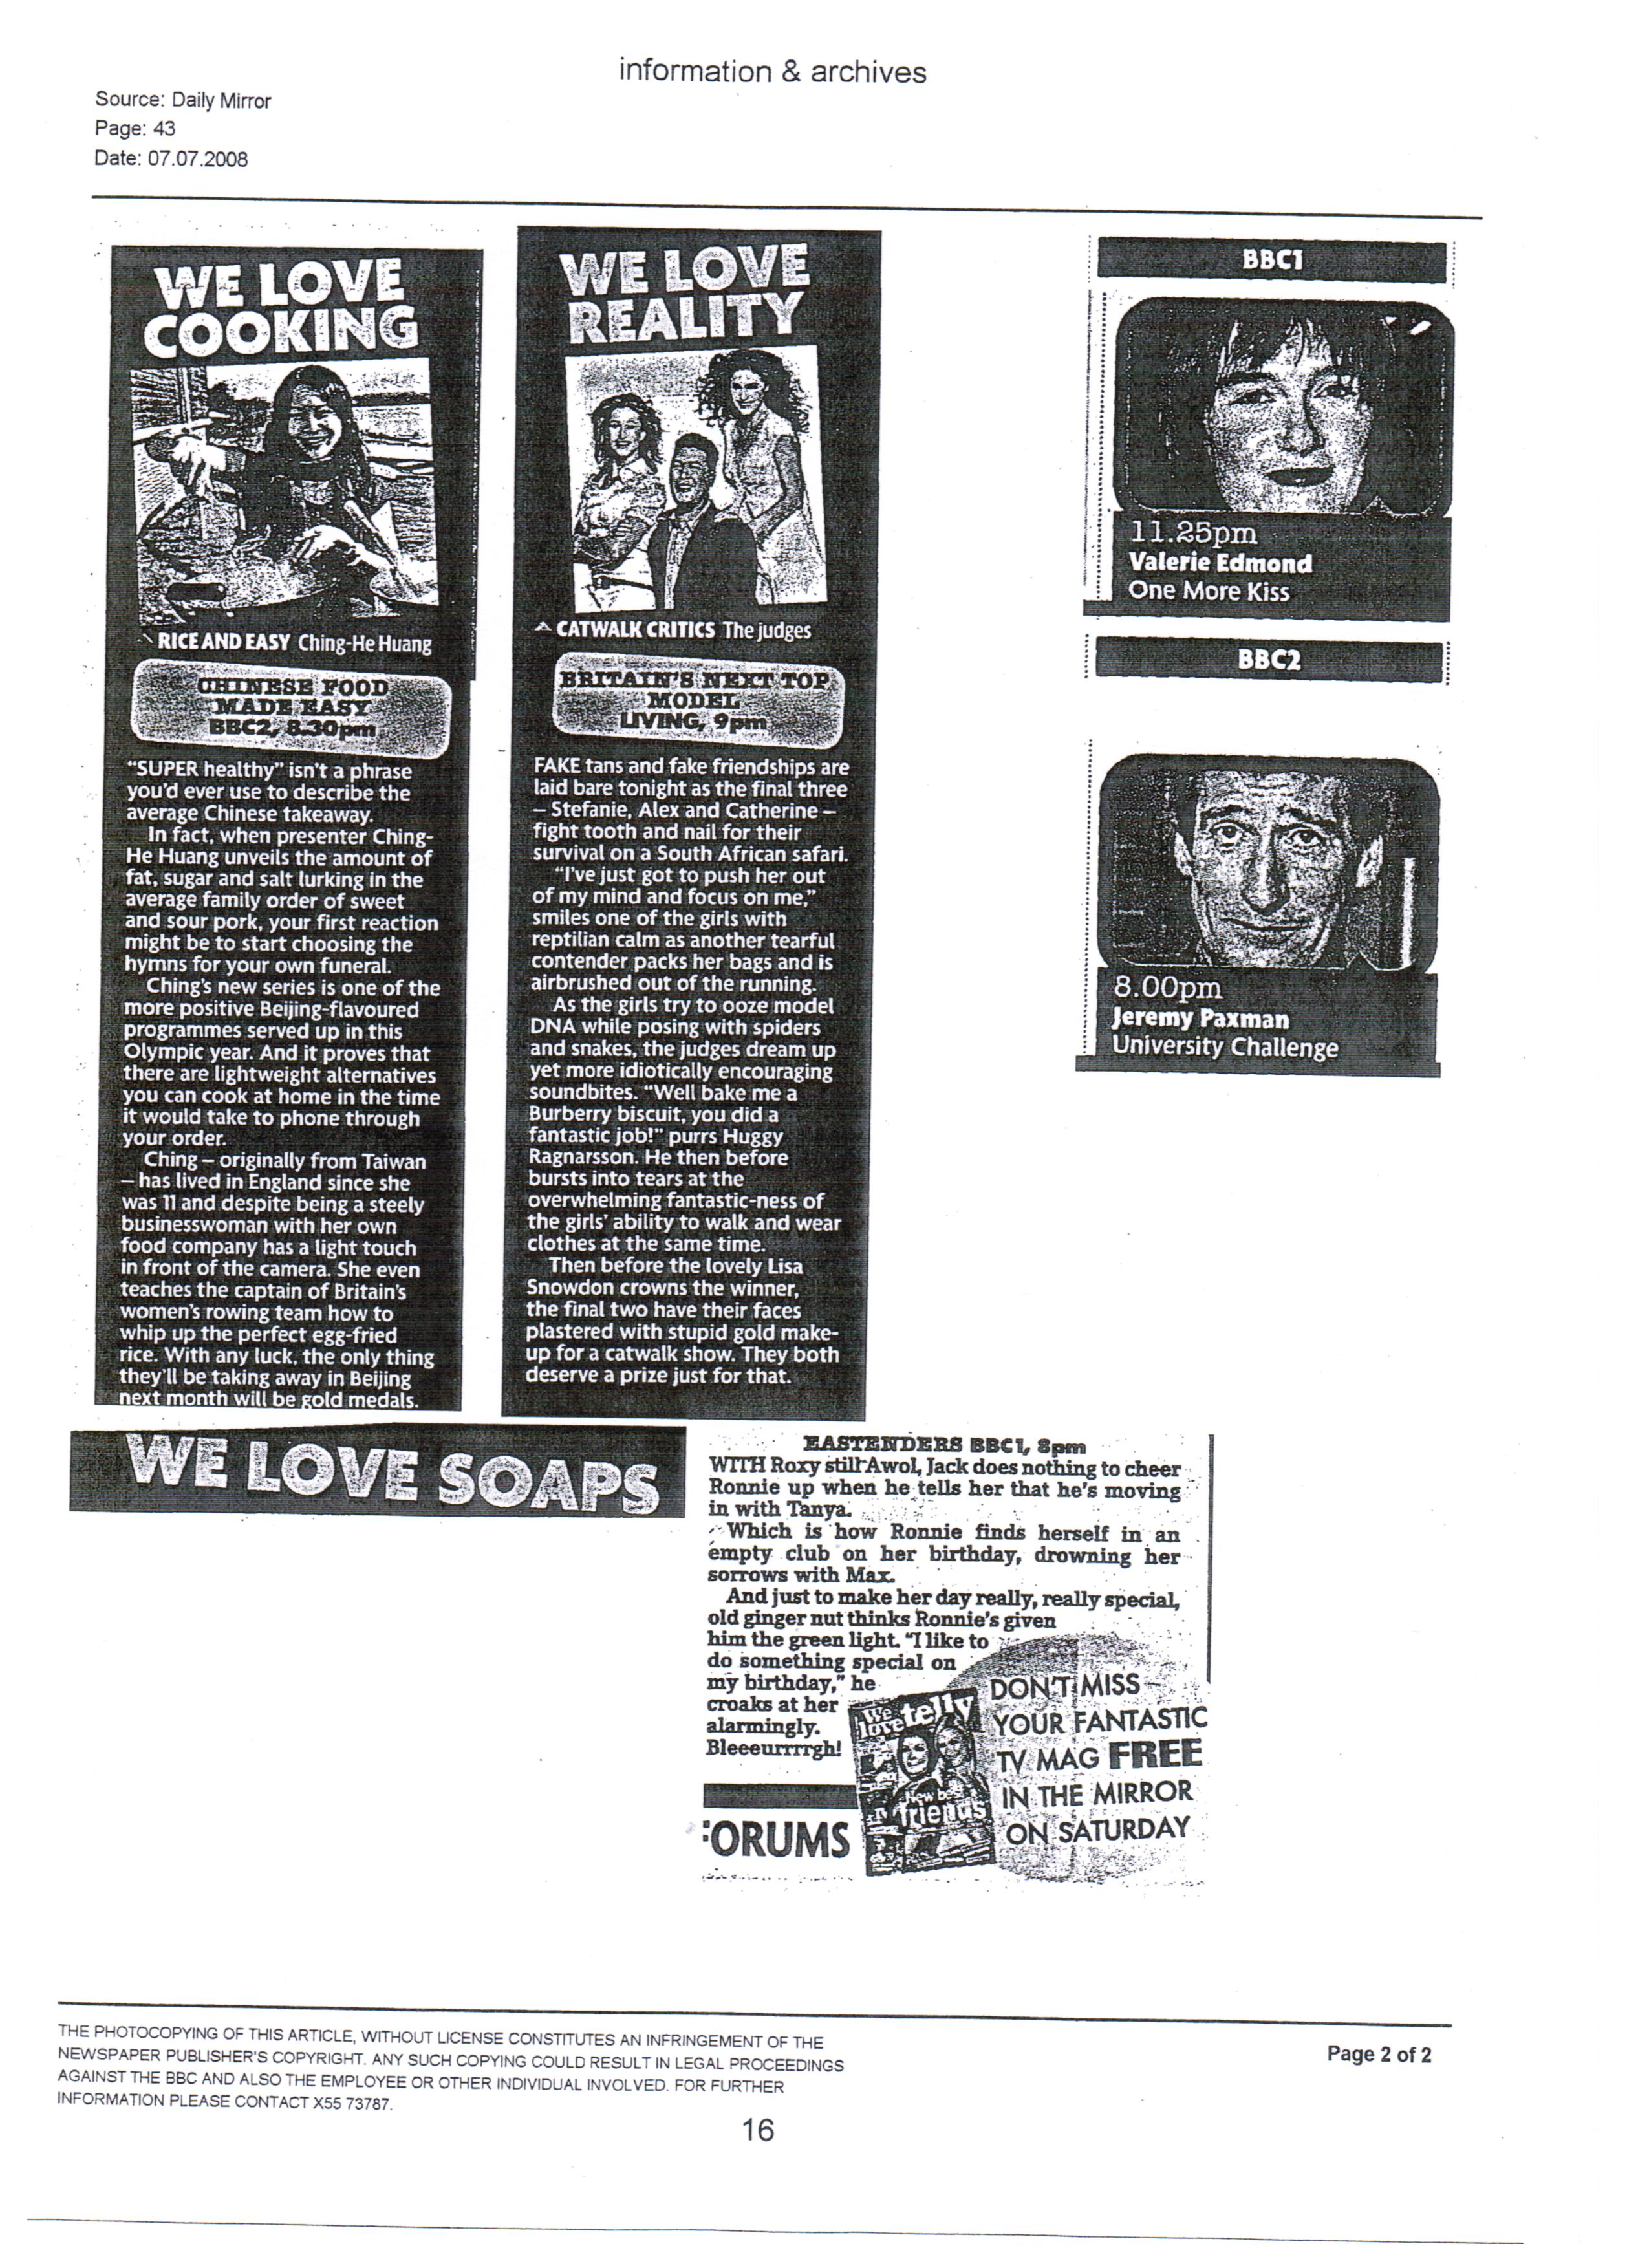 information & archives
Source: Daily Mirror
Page: 43
Date: 07.07.2008
WE LOVE
COOKING
RICE AND EASY Ching-He Huang
CHINESE FOOD
MADE EASY
BBC2, 8.30pm
“SUPER healthy” isn’t a phrase
you’d ever use to describe the
average Chinese takeaway.
In fact, when presenter Ching-
He Huang unveils the amount of
fat, sugar and salt lurking in the
average family order of sweet
and sour pork, your first reaction
might be to start choosing the
hymns for your own funeral.
Ching’s new series is one of the
more positive Beijing-flavoured
programmes served up in this
Olympic year. And it proves that
there are lightweight alternatives
you can cook at home in the time
it would take to phone through
your order.
Ching – originally from Taiwan
– has lived in England since she
was 11 and despite being a steely
businesswoman with her own
food company has a light touch
in front of the camera. She even
teaches the captain of Britain’s
women’s rowing team how to
whip up the perfect egg-fried
rice. With any luck, the only thing
they’ll be taking away in Beijing
next month will be gold medals.
WE LOVE
REALITY
CATWALK CRITICS The judges
BRITAIN’S NEXT TOP
MODEL
LIVING, 9pm
FAKE tans and fake friendships are
laid bare tonight as the final three
– Stefanie, Alex and Catherine –
fight tooth and nail for their
survival on a South African safari.
“I’ve just got to push her out
of my mind and focus on me,”
smiles one of the girls with
reptilian calm as another tearful
contender packs her bags and is
airbrushed out of the running.
As the girls try to ooze model
DNA while posing with spiders
and snakes, the judges dream up
yet more idiotically encouraging
soundbites. “Well bake me a
Burberry biscuit, you did a
fantastic job!” purrs Huggy
Ragnarsson. He then before
bursts into tears at the
overwhelming fantastic-ness of
the girls’ ability to walk and wear
clothes at the same time.
Then before the lovely Lisa
Snowdon crowns the winner,
the final two have their faces
plastered with stupid gold make-
up for a catwalk show. They both
deserve a prize just for that.
BBC1
11.25pm
Valerie Edmond
One More Kiss
BBC2
8.00pm
Jeremy Paxman
University Challenge
WE LOVE SOAPS
EASTENDERS BBC1, 8pm
WITH Roxy still Awol, Jack does nothing to cheer
Ronnie up when he tells her that he’s moving
in with Tanya.
Which is how Ronnie finds herself in an
empty club on her birthday, drowning her
sorrows with Max.
And just to make her day really, really special,
old ginger nut thinks Ronnie’s given
him the green light. “I like to
do something special on
my birthday,” he
croaks at her
alarmingly.
Bleeeurrrrgh!
ORUMS
We
love telly
New best
friends
DON’T MISS
YOUR FANTASTIC
TV MAG FREE
IN THE MIRROR
ON SATURDAY
THE PHOTOCOPYING OF THIS ARTICLE, WITHOUT LICENSE CONSTITUTES AN INFRINGEMENT OF THE
NEWSPAPER PUBLISHER'S COPYRIGHT. ANY SUCH COPYING COULD RESULT IN LEGAL PROCEEDINGS
AGAINST THE BBC AND ALSO THE EMPLOYEE OR OTHER INDIVIDUAL INVOLVED. FOR FURTHER
INFORMATION PLEASE CONTACT X55 73787.
Page 2 of 2
16